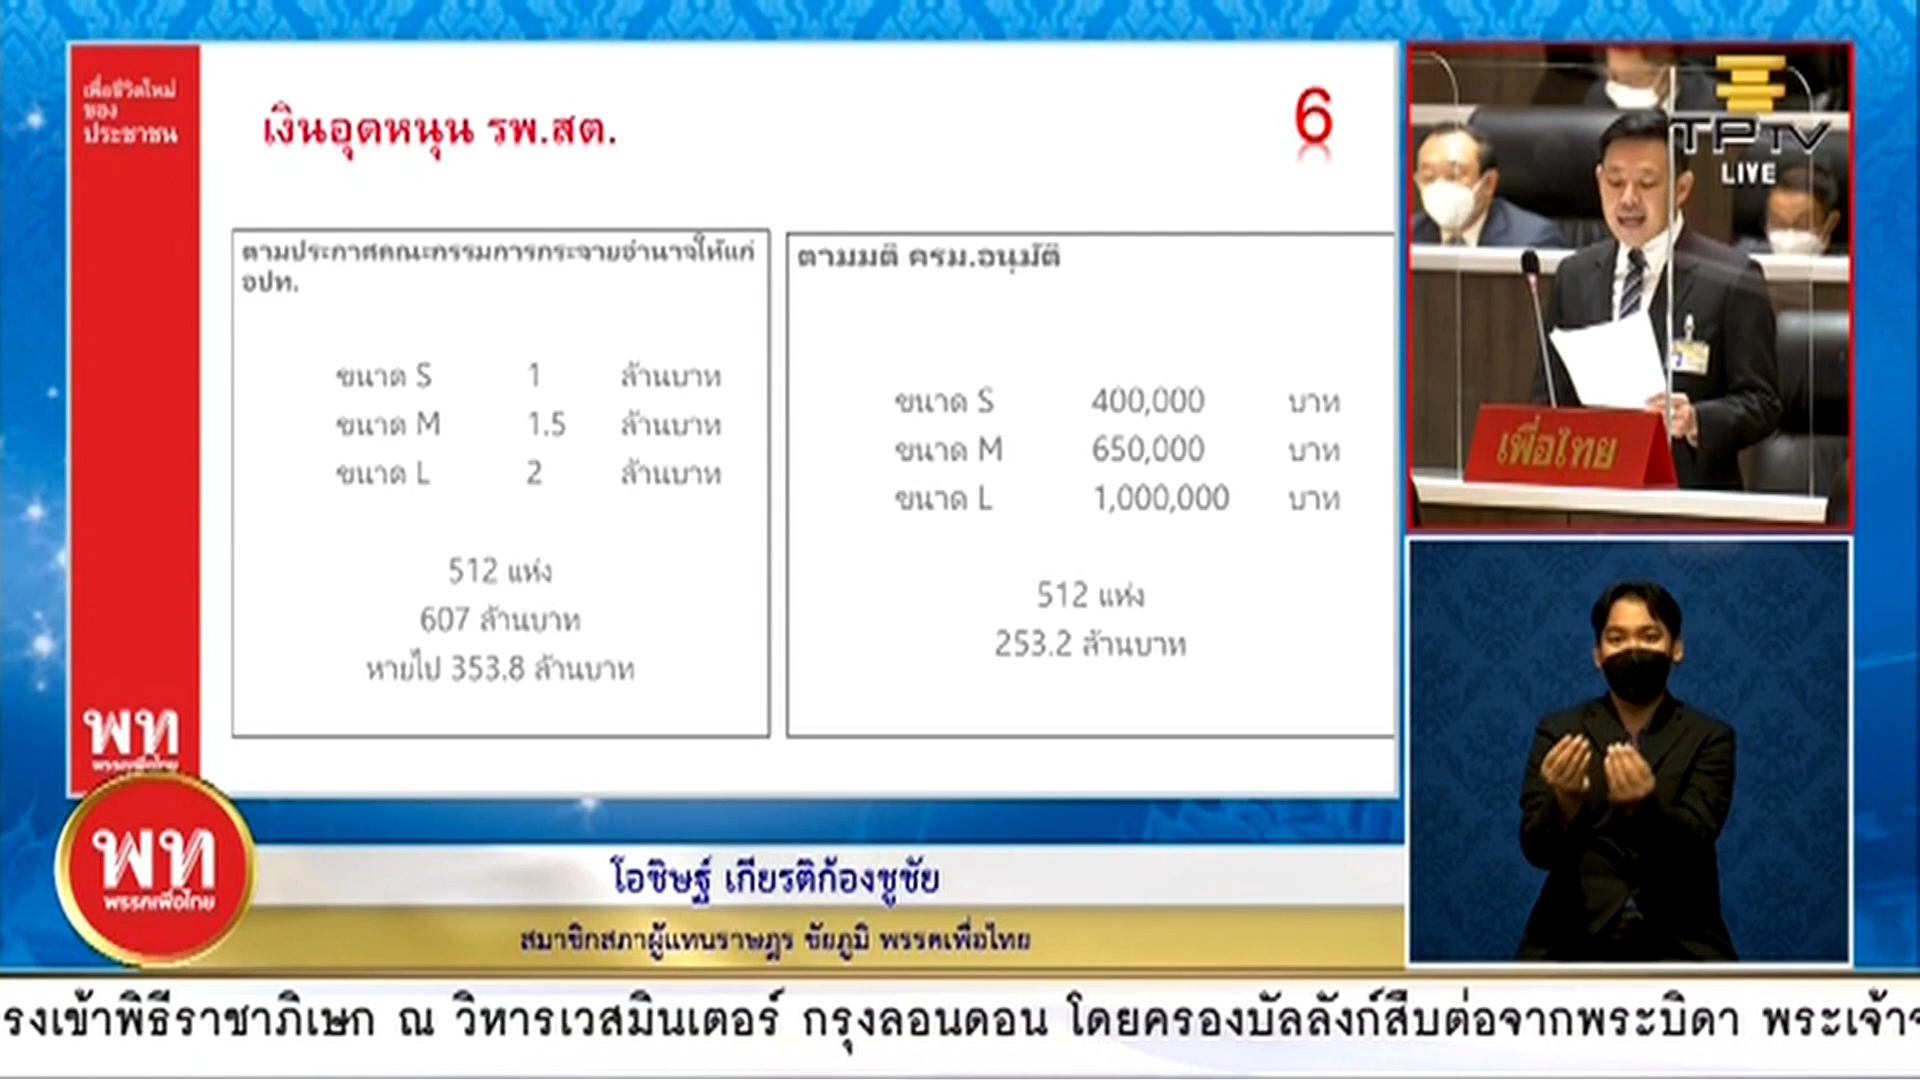 เพื่อชีวิตใหม่
ของ
ประชาชน
เงินอุดหนุน รพ.สต.
6
ตามประกาศคณะกรรมการกระจายอำนาจให้แก่
อปท.
ขนาด S 1 ล้านบาท
ขนาด M 1.5 ล้านบาท
ขนาด L 2 ล้านบาท
512 แห่ง
607 ล้านบาท
หายไป 353.8 ล้านบาท
ตามมติ ครม.อนุมัติ
ขนาด S 400,000 บาท
ขนาด M 650,000 บาท
ขนาด L 1,000,000 บาท
512 แห่ง
253.2 ล้านบาท
TPTV
LIVE
เพื่อไทย
พท
พรรคเพื่อไทย
พท
พรรคเพื่อไทย
โอชิษฐ์ เกียรติก้องชูชัย
สมาชิกสภาผู้แทนราษฎร ชัยภูมิ พรรคเพื่อไทย
รงเข้าพิธีราชาภิเษก ณ วิหารเวสมินเตอร์ กรุงลอนดอน โดยครองบัลลังก์สืบต่อจากพระบิดา พระเจ้าจ